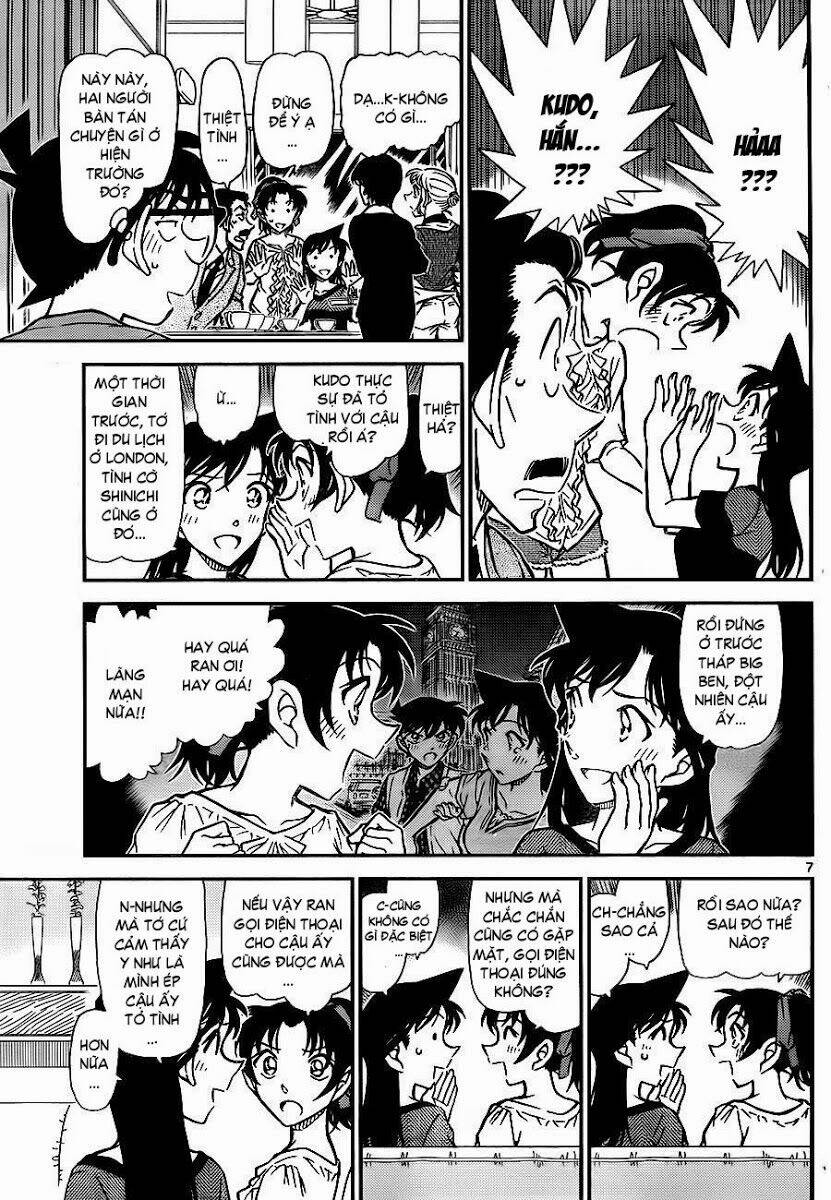 HẢAA
???
KUDO,
HẮN...
???
DẠ...K-KHÔNG
CÓ GÌ...
ĐỪNG
ĐỂ Ý Ạ
THIỆT
TÌNH
...
NÀY NÀY,
HAI NGƯỜI
BÀN TÁN
CHUYỆN GÌ Ở
HIỆN
TRƯỜNG
ĐÓ?
THIỆT
HẢ?
KUDO THỰC
SỰ ĐÃ TỎ
TÌNH VỚI CẬU
RỒI Á?
Ừ...
MỘT THỜI
GIAN
TRƯỚC, TỚ
ĐI DU LỊCH
Ở LONDON,
TÌNH CỜ
SHINICHI
CŨNG Ở
ĐÓ...
RỒI ĐỨNG
Ở TRƯỚC
THÁP BIG
BEN, ĐỘT
NHIÊN CẬU
ẤY...
HAY QUÁ
RAN ƠI!
HAY QUÁ!
LÃNG
MẠN
NỮA!!
7
RỒI SAO NỮA?
SAU ĐÓ THẾ
NÀO?
CH-CHẲNG
SAO CẢ
...
NHƯNG MÀ
CHẮC CHẮN
CŨNG CÓ GẶP
MẶT, GỌI ĐIỆN
THOẠI ĐÚNG
KHÔNG?
C-CŨNG
KHÔNG CÓ
GÌ ĐẶC BIỆT
...
NẾU VẬY RAN
GỌI ĐIỆN THOẠI
CHO CẬU ẤY
CŨNG ĐƯỢC MÀ
...
N-NHƯNG
MÀ TỚ CỨ
CẢM THẤY
Y NHƯ LÀ
MÌNH ÉP
CẬU ẤY
TỎ TÌNH
...
HƠN
NỮA
...